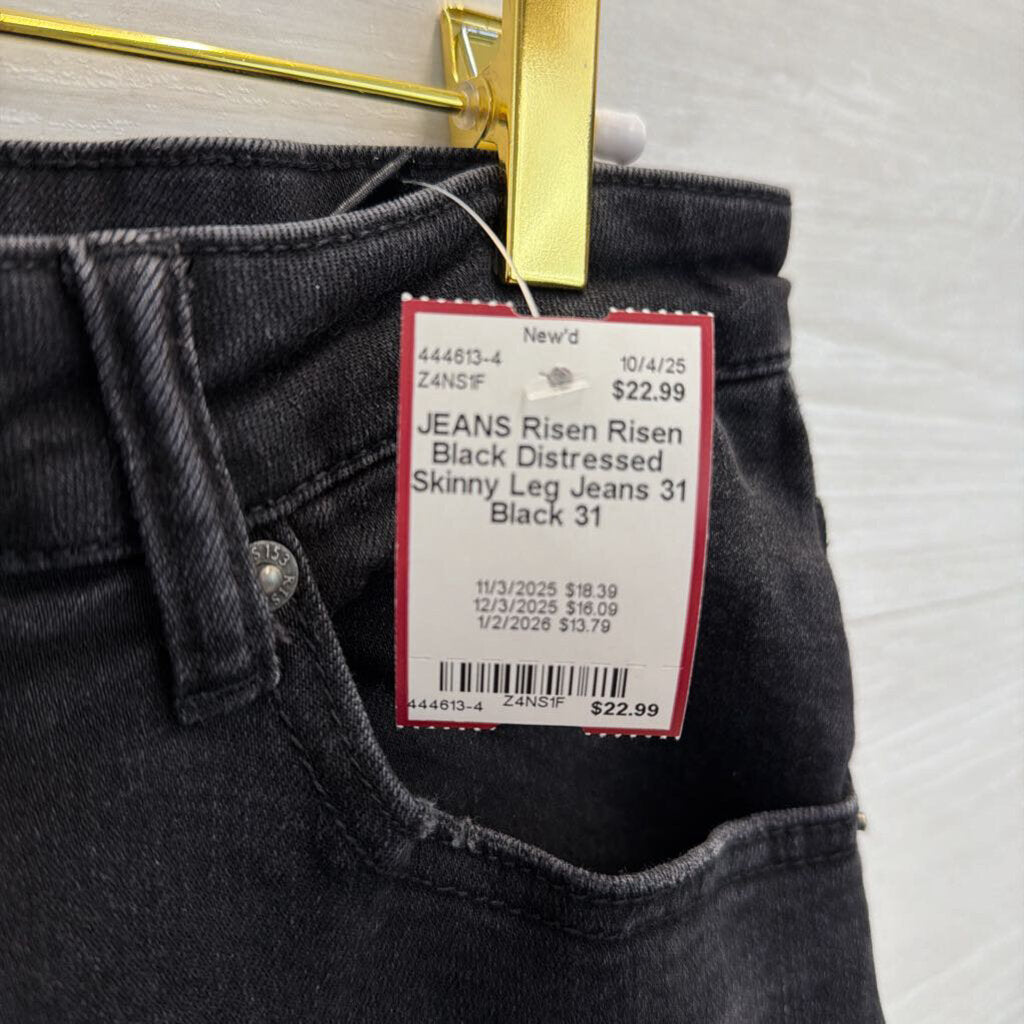 New'd
444613-4 10/4/25
Z4NS1F $22.99
JEANS Risen Risen
Black Distressed
Skinny Leg Jeans 31
Black 31
11/3/2025 $18.39
12/3/2025 $16.09
1/2/2026 $13.79
444613-4 Z4NS1F $22.99
S 153 RIS